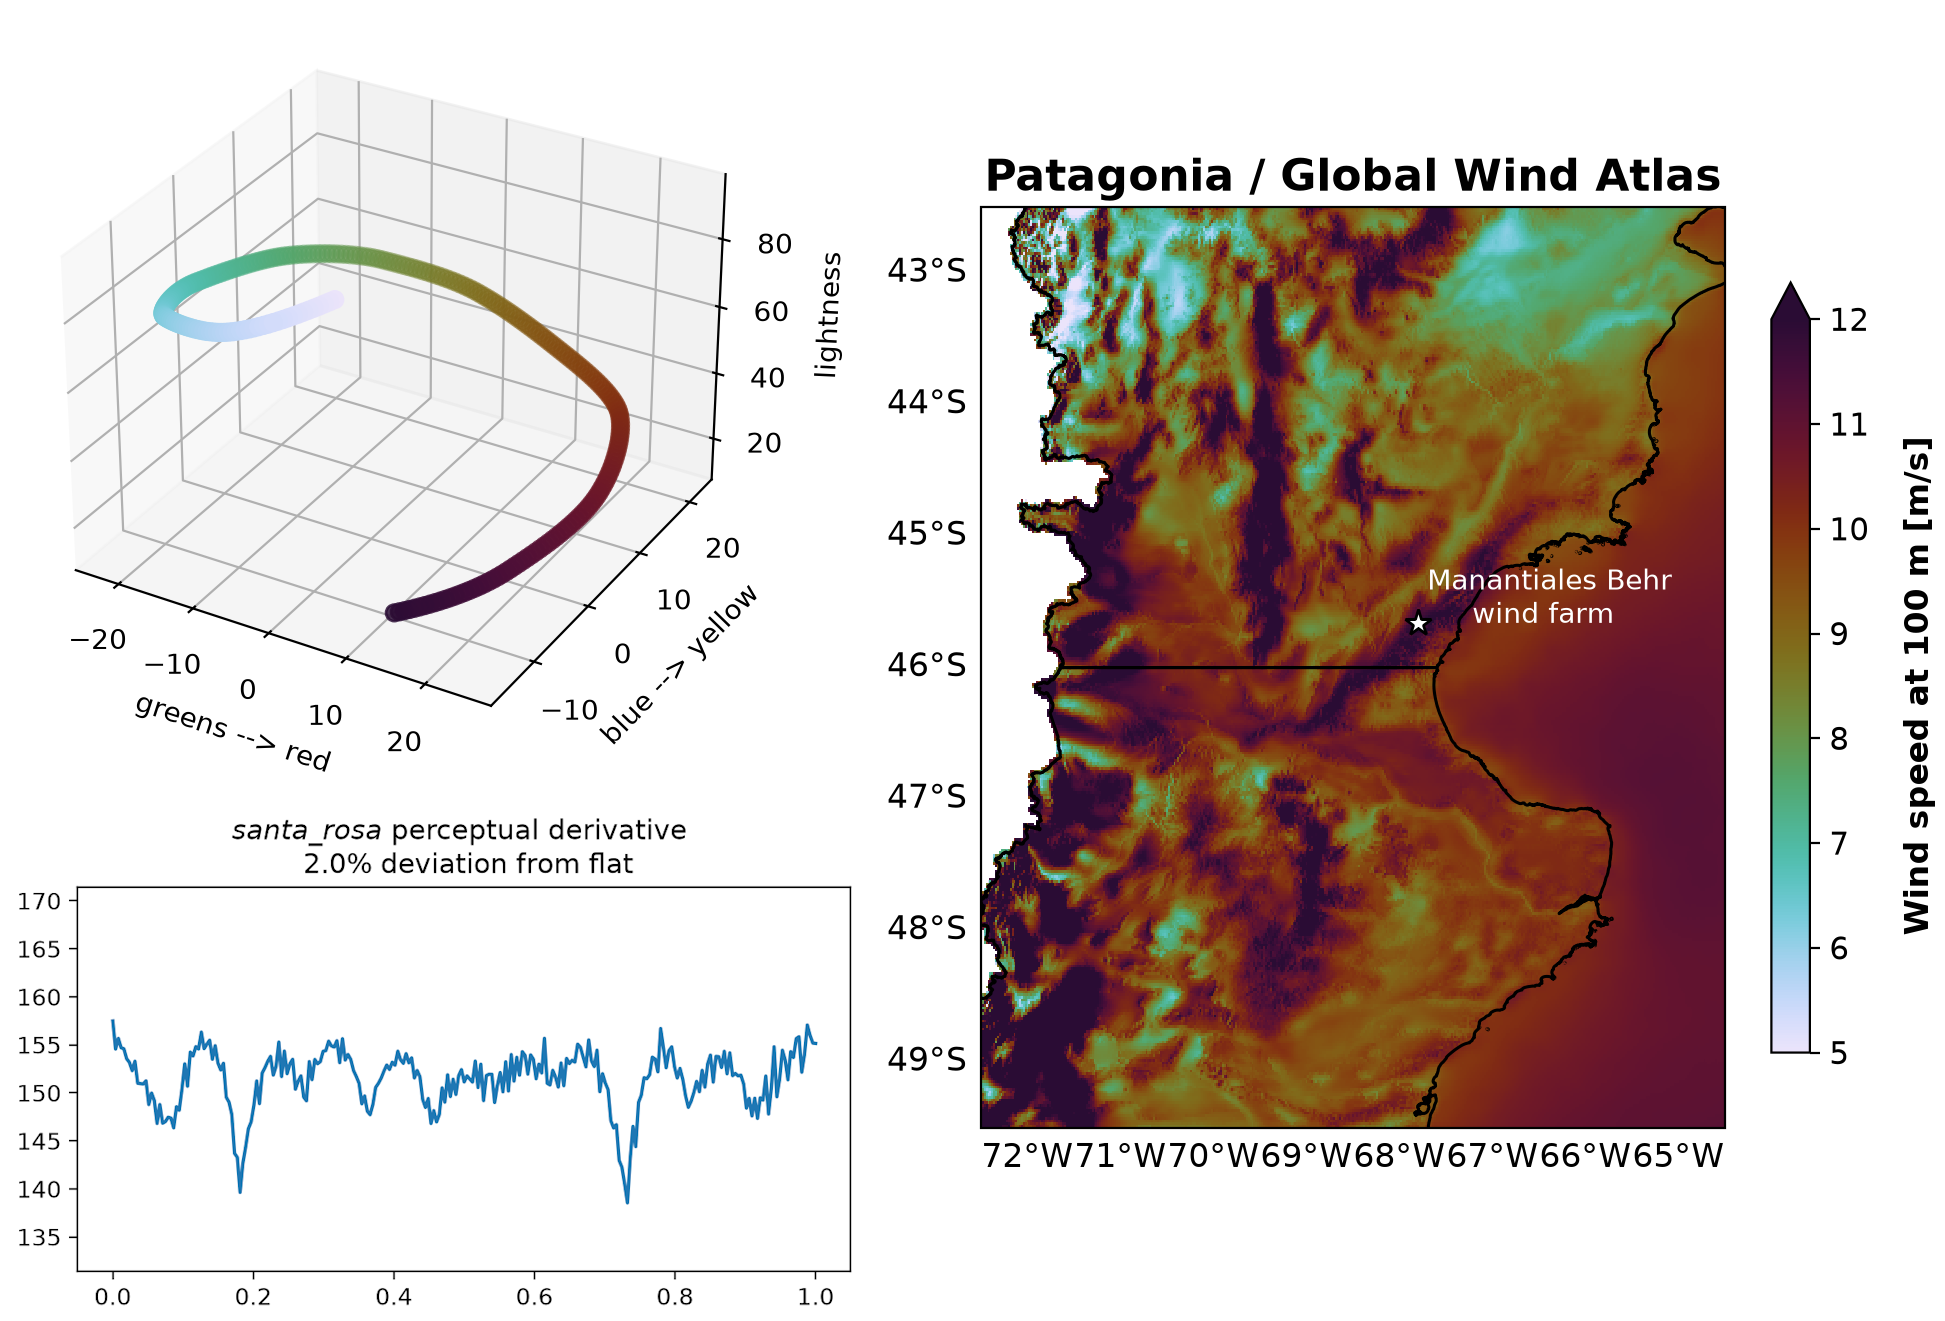 80
60
40
20
lightness
20
10
0
−10
blue --> yellow
−20
−10
0
10
20
greens --> red
santa_rosa perceptual derivative
2.0% deviation from flat
170
165
160
155
150
145
140
135
0.0 0.2 0.4 0.6 0.8 1.0
Patagonia / Global Wind Atlas
43°S
44°S
45°S
46°S
47°S
48°S
49°S
Manantiales Behr
wind farm
72°W71°W70°W69°W68°W67°W66°W65°W
12
11
10
9
8
7
6
5
Wind speed at 100 m [m/s]